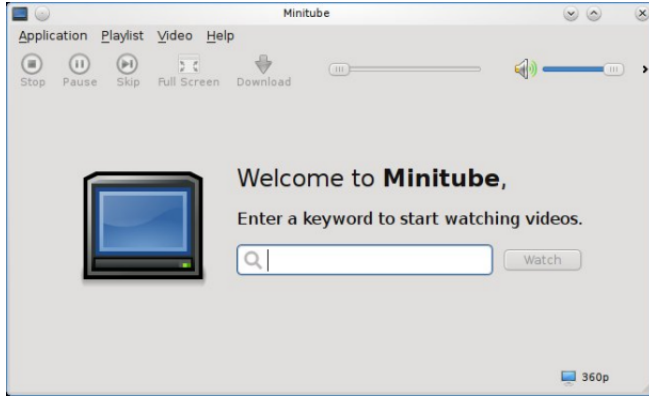 Minitube
Application Playlist Video Help
Stop Pause Skip Full Screen Download
Welcome to Minitube,
Enter a keyword to start watching videos.
Watch
360p